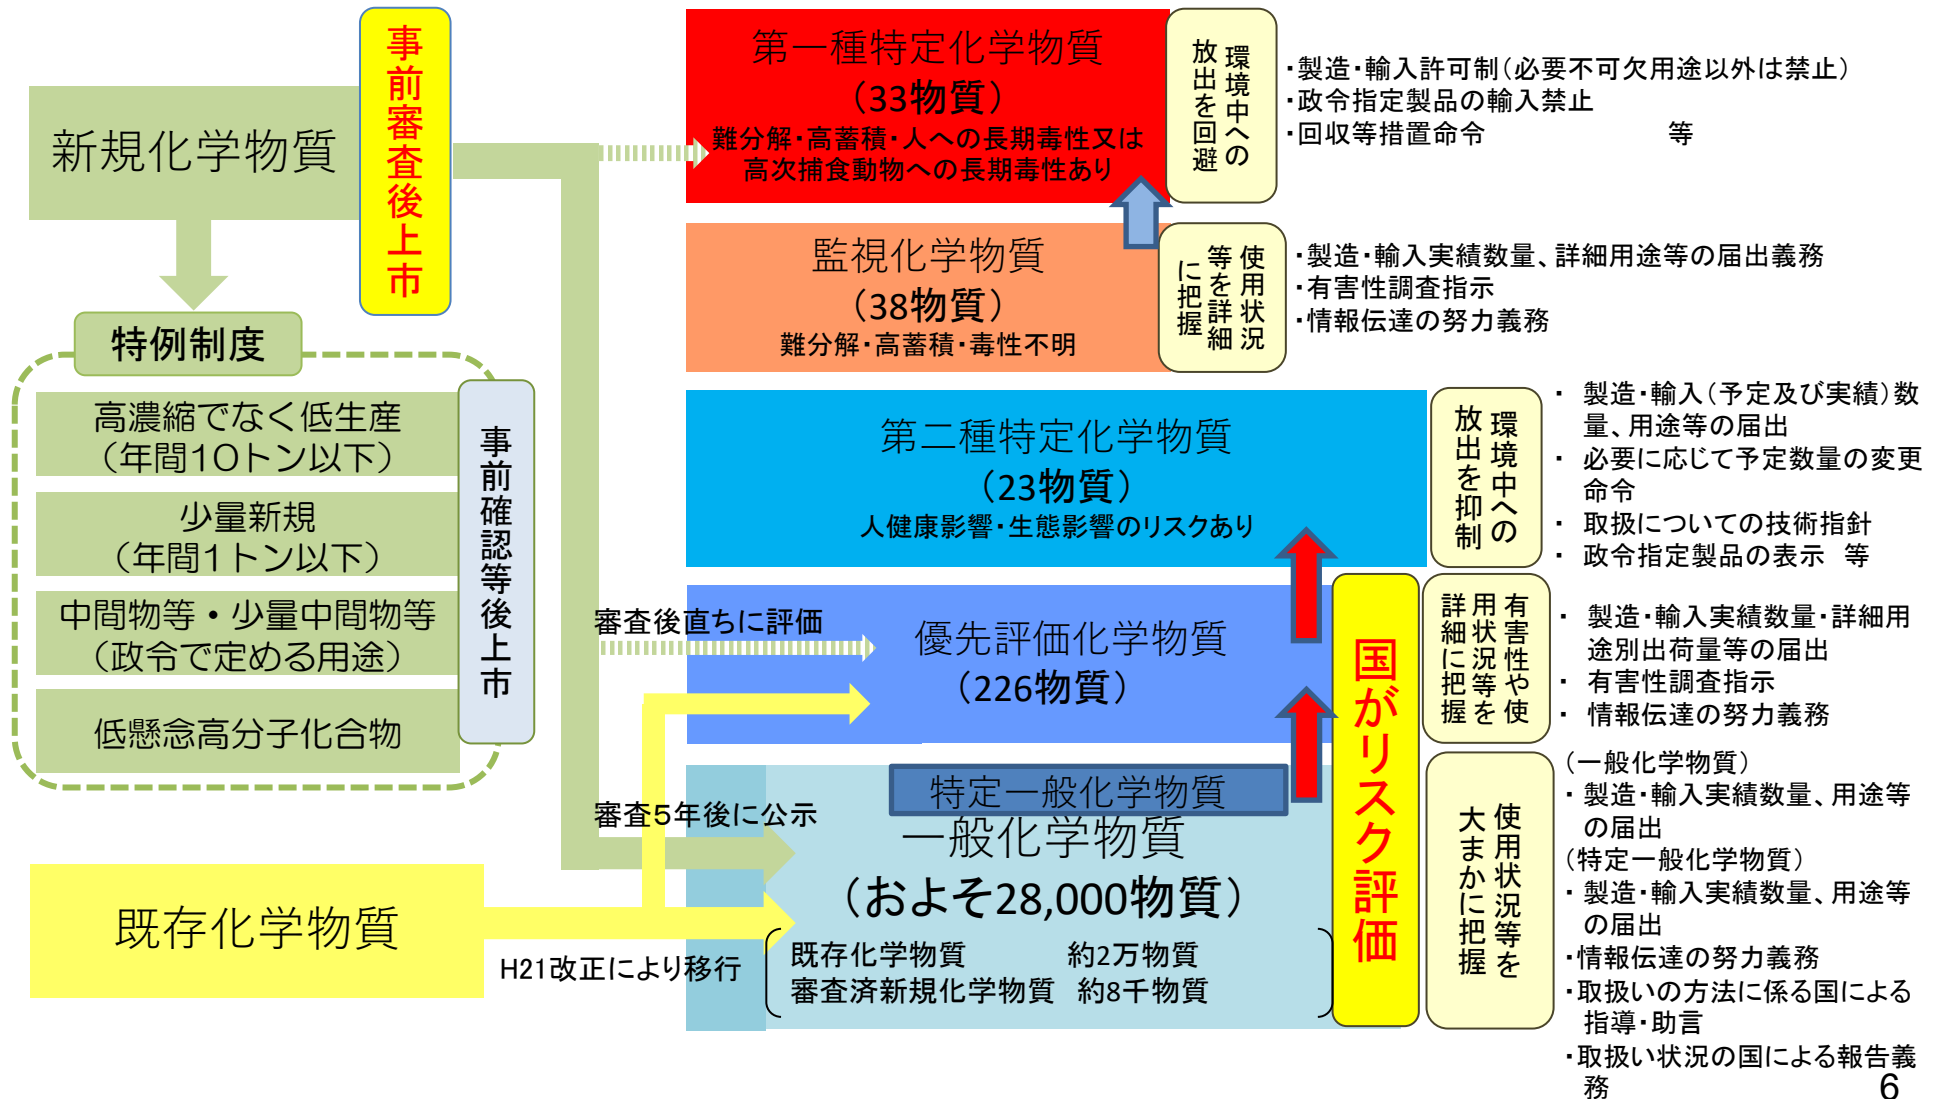 新規化学物質
事前審査後上市
特例制度
高濃縮でなく低生産
（年間10トン以下）
少量新規
（年間1トン以下）
中間物等・少量中間物等
（政令で定める用途）
低懸念高分子化合物
事前確認等後上市
既存化学物質
H21改正により移行
審査後直ちに評価
審査5年後に公示
第一種特定化学物質
（33物質）
難分解・高蓄積・人への長期毒性又は
高次捕食動物への長期毒性あり
環境中への
放出を回避
・製造・輸入許可制（必要不可欠用途以外は禁止）
・政令指定製品の輸入禁止
・回収等措置命令 等
監視化学物質
（38物質）
難分解・高蓄積・毒性不明
使用状況
等を詳細
に把握
・製造・輸入実績数量、詳細用途等の届出義務
・有害性調査指示
・情報伝達の努力義務
第二種特定化学物質
（23物質）
人健康影響・生態影響のリスクあり
環境中への
放出を抑制
・ 製造・輸入（予定及び実績）数
量、用途等の届出
・ 必要に応じて予定数量の変更
命令
・ 取扱についての技術指針
・ 政令指定製品の表示 等
優先評価化学物質
（226物質）
国がリスク評価
有害性や使
用状況等を
詳細に把握
・ 製造・輸入実績数量・詳細用
途別出荷量等の届出
・ 有害性調査指示
・ 情報伝達の努力義務
特定一般化学物質
一般化学物質
（およそ28,000物質）
既存化学物質 約2万物質
審査済新規化学物質 約8千物質
使用状況等を
大まかに把握
（一般化学物質）
・製造・輸入実績数量、用途等
の届出
（特定一般化学物質）
・製造・輸入実績数量、用途等
の届出
・情報伝達の努力義務
・取扱いの方法に係る国による
指導・助言
・取扱い状況の国による報告義
務
6